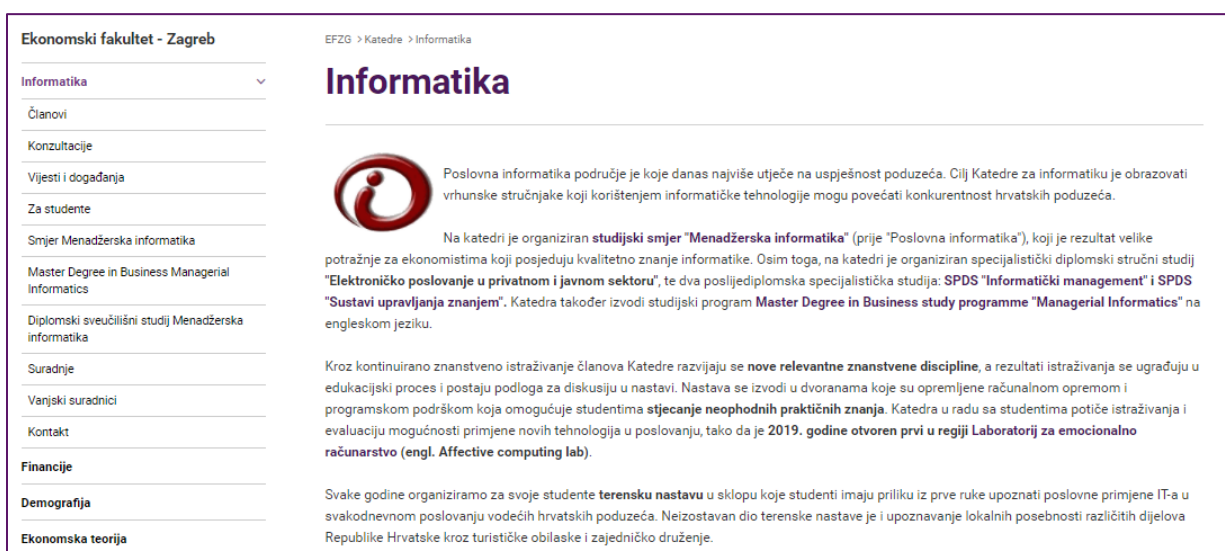 Ekonomski fakultet - Zagreb
Informatika
Članovi
Konzultacije
Vijesti i događanja
Za studente
Smjer Menadžerska informatika
Master Degree in Business Managerial
Informatics
Diplomski sveučilišni studij Menadžerska
informatika
Suradnje
Vanjski suradnici
Kontakt
Financije
Demografija
Ekonomska teorija
EFZG > Katedre > Informatika
Informatika
Poslovna informatika područje je koje danas najviše utječe na uspješnost poduzeća. Cilj Katedre za informatiku je obrazovati
vrhunske stručnjake koji korištenjem informatičke tehnologije mogu povećati konkurentnost hrvatskih poduzeća.
Na katedri je organiziran studijski smjer "Menadžerska informatika" (prije "Poslovna informatika"), koji je rezultat velike
potražnje za ekonomistima koji posjeduju kvalitetno znanje informatike. Osim toga, na katedri je organiziran specijalistički diplomski stručni studij
"Elektroničko poslovanje u privatnom i javnom sektoru", te dva poslijediplomska specijalistička studija: SPDS "Informatički management" i SPDS
"Sustavi upravljanja znanjem". Katedra također izvodi studijski program Master Degree in Business study programme "Managerial Informatics" na
engleskom jeziku.
Kroz kontinuirano znanstveno istraživanje članova Katedre razvijaju se nove relevantne znanstvene discipline, a rezultati istraživanja se ugrađuju u
edukacijski proces i postaju podloga za diskusiju u nastavi. Nastava se izvodi u dvoranama koje su opremljene računalnom opremom i
programskom podrškom koja omogućuje studentima stjecanje neophodnih praktičnih znanja. Katedra u radu sa studentima potiče istraživanja i
evaluaciju mogućnosti primjene novih tehnologija u poslovanju, tako da je 2019. godine otvoren prvi u regiji Laboratorij za emocionalno
računarstvo (engl. Affective computing lab).
Svake godine organiziramo za svoje studente terensku nastavu u sklopu koje studenti imaju priliku iz prve ruke upoznati poslovne primjene IT-a u
svakodnevnom poslovanju vodećih hrvatskih poduzeća. Neizostavan dio terenske nastave je i upoznavanje lokalnih posebnosti različitih dijelova
Republike Hrvatske kroz turističke obilaske i zajedničko druženje.